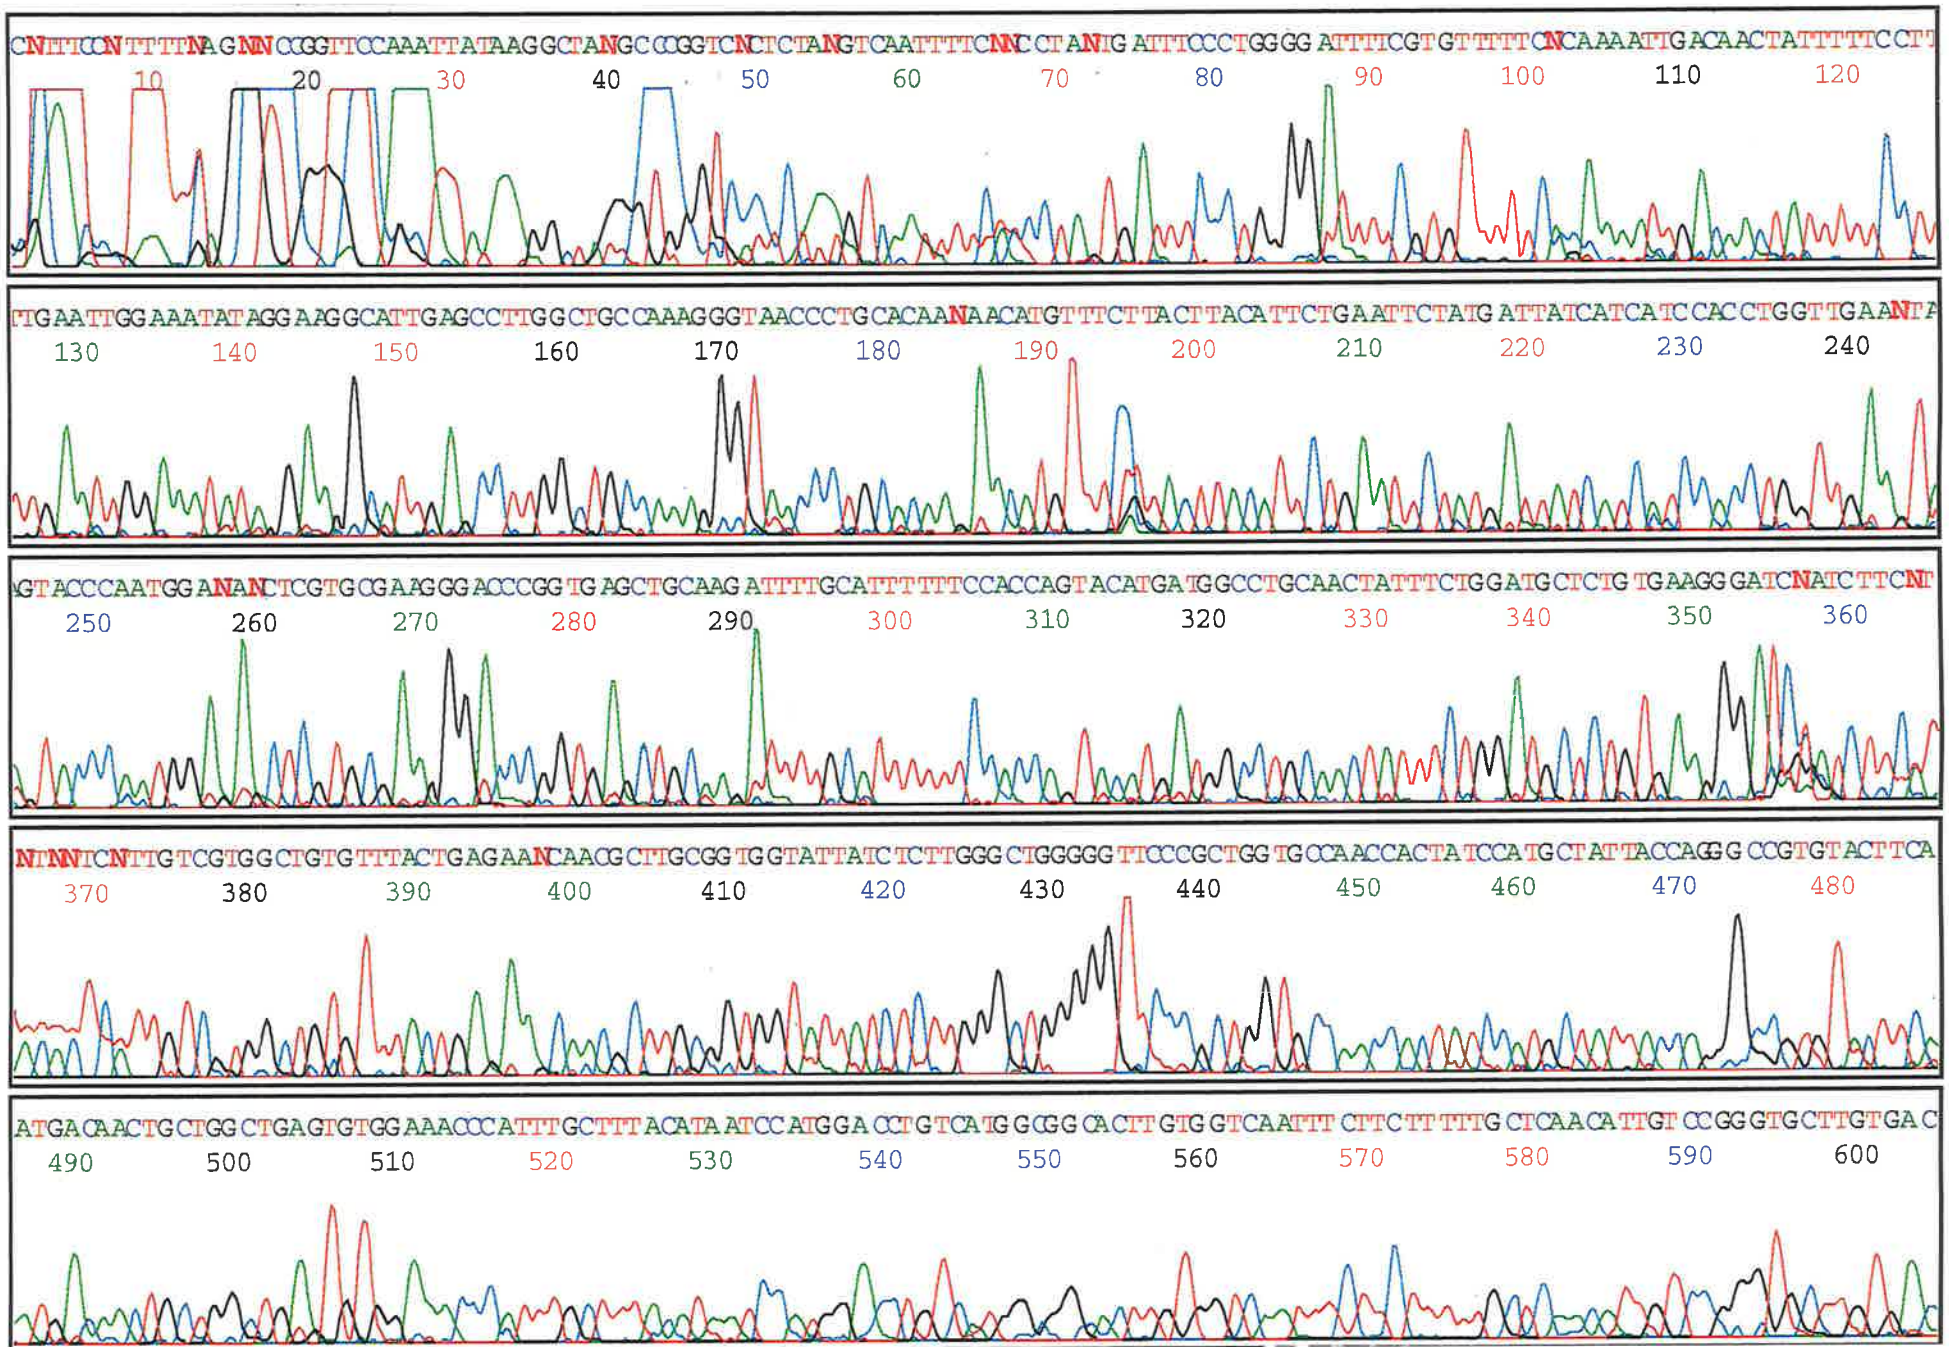 CNTTTCCNTTTTTNAGNNCCGGTTCCAAATTATAAGGCTANGCCCGGTCNCTCTANGTCAATTTTCNNCCTANTGATTTCCCTGGGGATTTTCGTGTTTTTCNCAAAAATTGACAACTATTTTTCCTT
10 20 30 40 50 60 70 80 90 100 110 120
TTGAATTGGAAATATAGGAAGGCATTGAGCCTTGGCTGCCAAAGGGTAACCCTGCACAANAACATGTTTCTTACTTACATTCTGAATTCTATGATTATCATCATCCACCTGGTTGAANTA
130 140 150 160 170 180 190 200 210 220 230 240
AGTACCCAATGGANANCTCGTGCGAAGGGACCCGGTGAGCTGCAAGATTTTGCATTTTTTTCCACCAGTACATGATGGCCTGCAACTATTTCTGGATGCTCTGTGAAGGGATCNATCTTCNT
250 260 270 280 290 300 310 320 330 340 350 360
NTNNTCNTTGTCGTGGCTGTGTTTACTGAGAANCAACGCTTGCGGTGGTATTATCTCTTGGGCTGGGGGTTCCCGCTGGTGCCAACCACTATCCATGCTATTACCAGGGCCGTGTACTTCA
370 380 390 400 410 420 430 440 450 460 470 480
ATGACAACTGCTGGCTGAGTGTGGAAACCCATTTGCTTTACATAATCCATGGACCTGTCATGGCGGCACTTGTGGTCAATTTCTTCTTTTTGCTCAACATTGTCCGGGTGCTTGTGAC
490 500 510 520 530 540 550 560 570 580 590 600